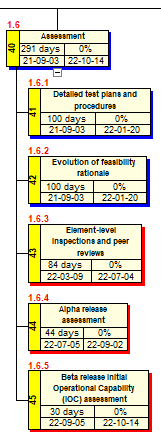 1.6
40
Assessment
291 days 0%
21-09-03 22-10-14
1.6.1
41
Detailed test plans and
procedures
100 days 0%
21-09-03 22-01-20
1.6.2
42
Evolution of feasibility
rationale
100 days 0%
21-09-03 22-01-20
1.6.3
43
Element-level
inspections and peer
reviews
84 days 0%
22-03-09 22-07-04
1.6.4
44
Alpha release
assessment
44 days 0%
22-07-05 22-09-02
1.6.5
45
Beta release Initial
Operational Capability
(IOC) assessment
30 days 0%
22-09-05 22-10-14